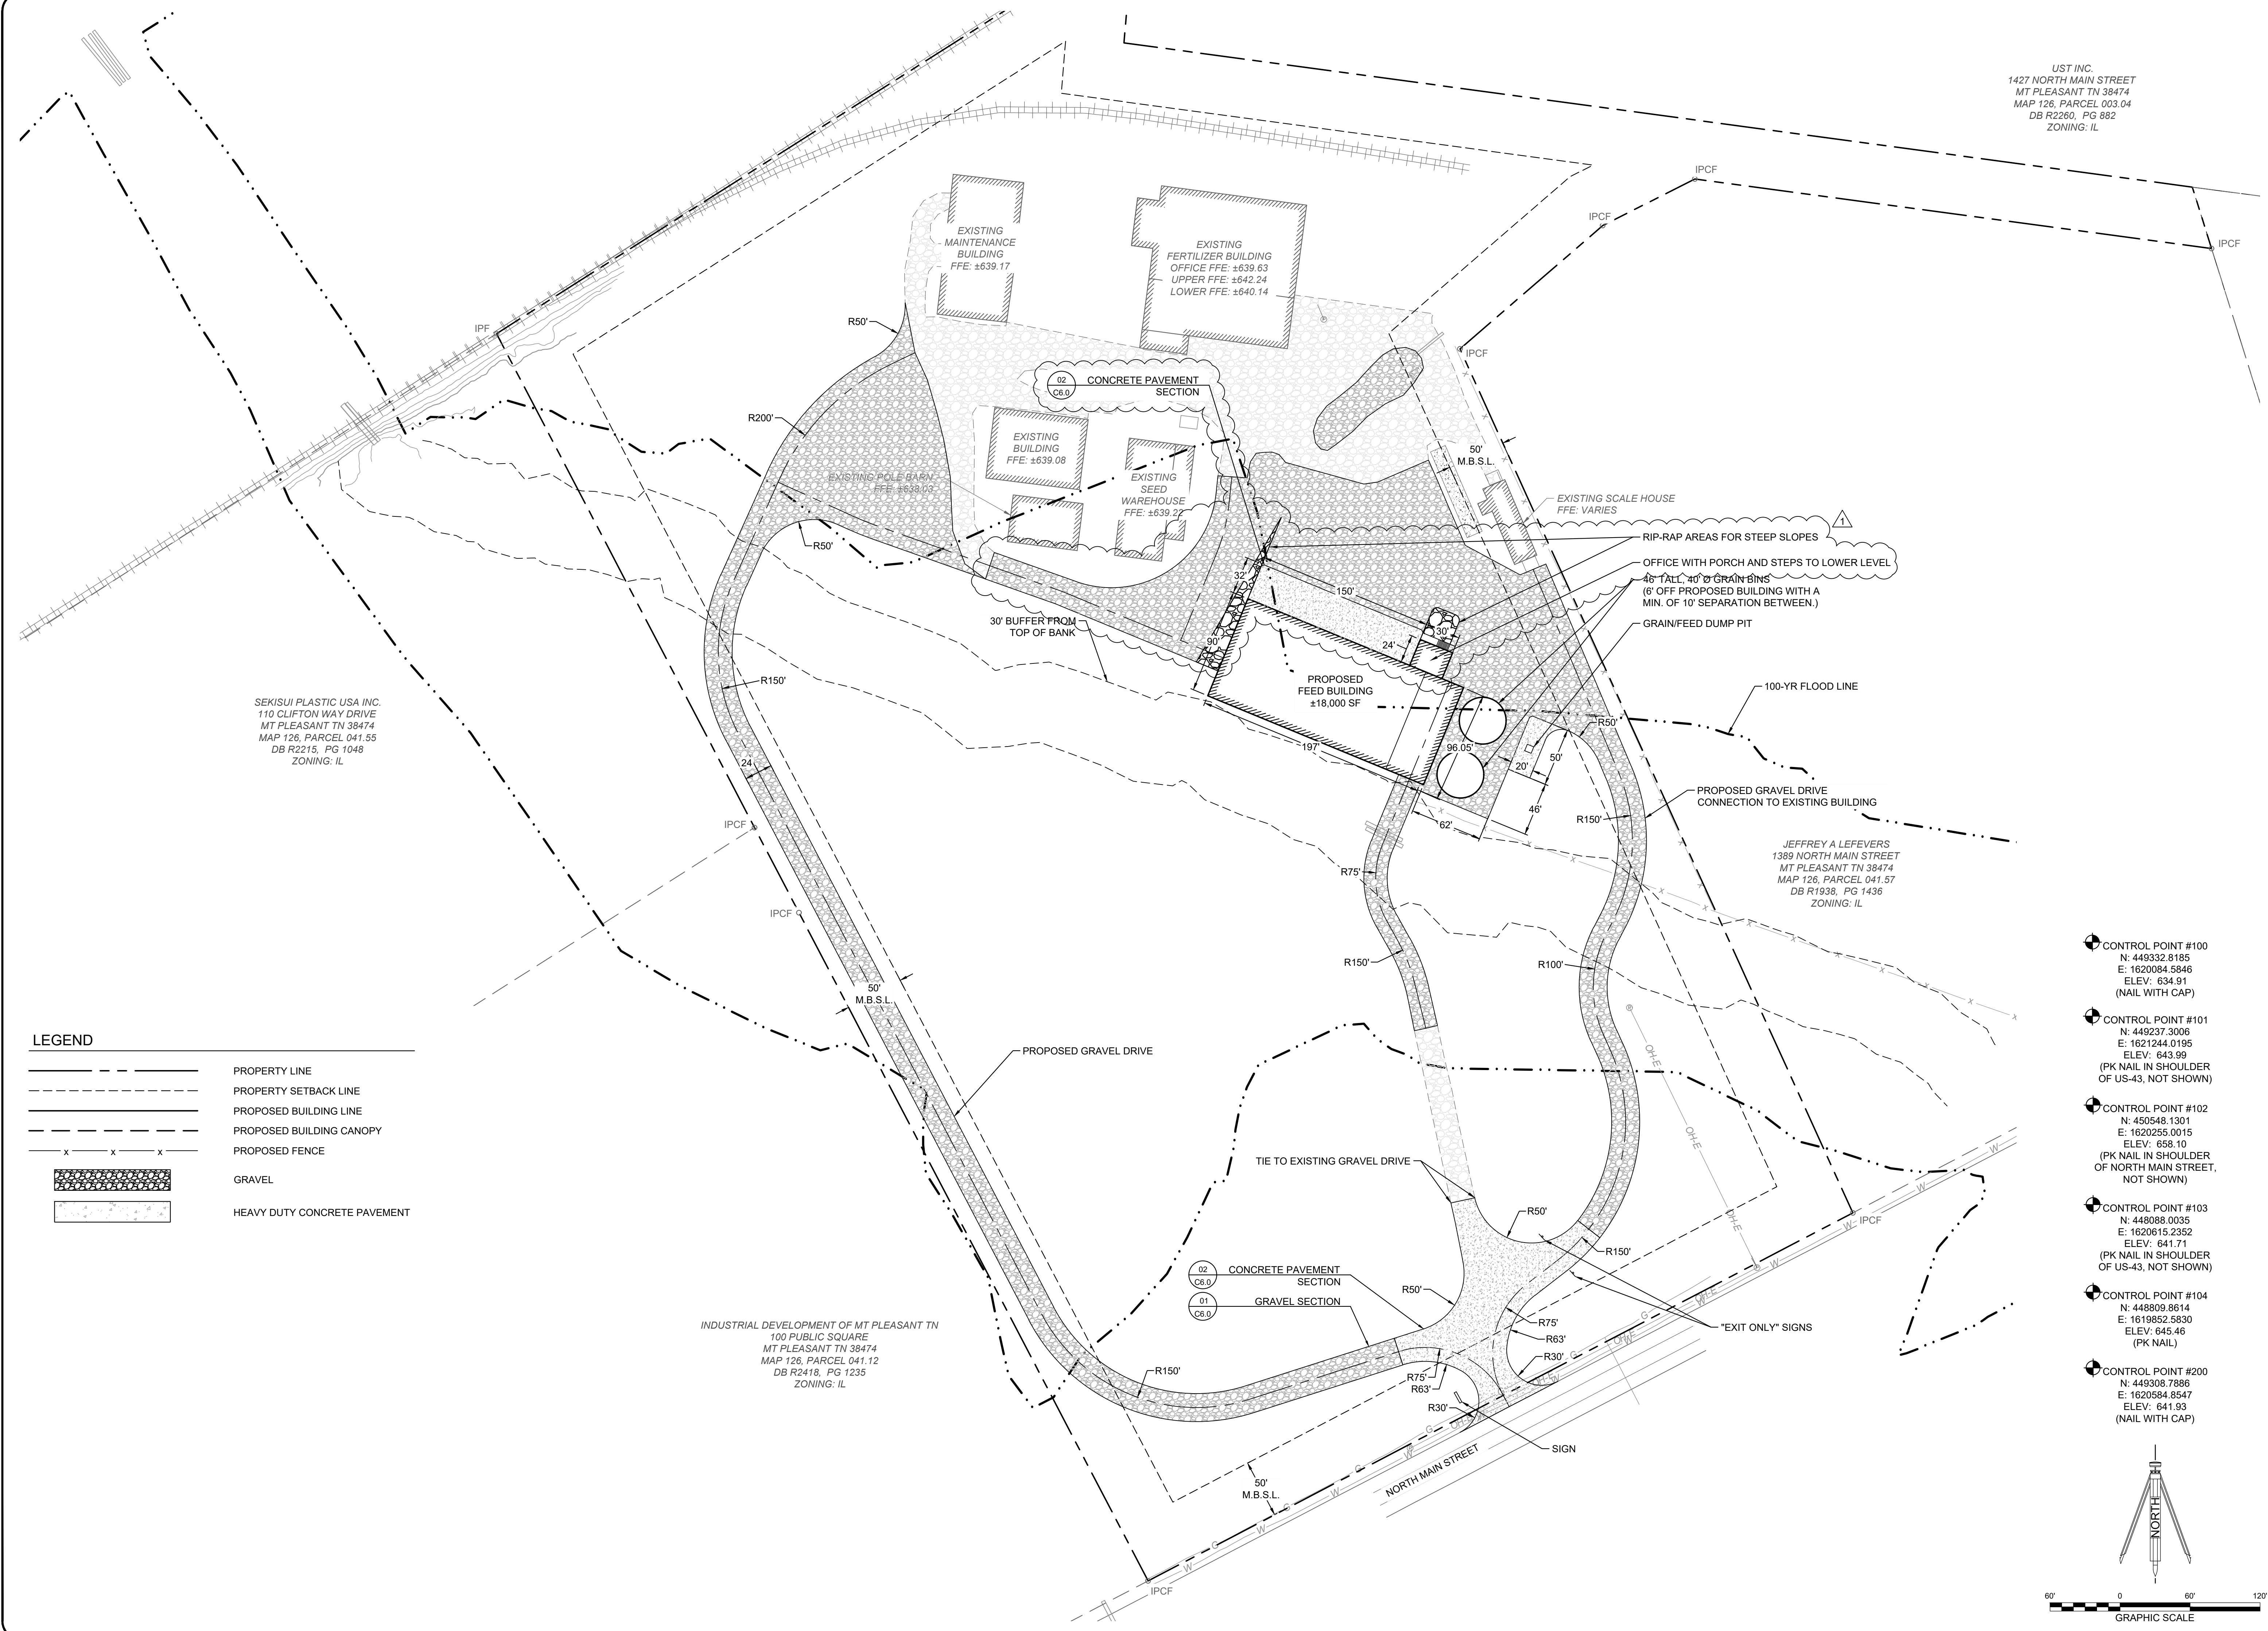 UST INC.
1427 NORTH MAIN STREET
MT PLEASANT TN 38474
MAP 126, PARCEL 003.04
DB R2260, PG 882
ZONING: IL
IPCF
IPCF
IPCF
IPCF
IPF
EXISTING
MAINTENANCE
BUILDING
FFE: ±639.17
EXISTING
FERTILIZER BUILDING
OFFICE FFE: ±639.63
UPPER FFE: ±642.24
LOWER FFE: ±640.14
R50'
02
C6.0
CONCRETE PAVEMENT
SECTION
R200'
EXISTING
BUILDING
FFE: ±639.08
EXISTING POLE BARN
FFE: ±638.03
EXISTING
SEED
WAREHOUSE
FFE: ±639.22
50'
M.B.S.L.
EXISTING SCALE HOUSE
FFE: VARIES
1
R50'
RIP-RAP AREAS FOR STEEP SLOPES
OFFICE WITH PORCH AND STEPS TO LOWER LEVEL
46' TALL, 40' Ø GRAIN BINS
(6' OFF PROPOSED BUILDING WITH A
MIN. OF 10' SEPARATION BETWEEN.)
GRAIN/FEED DUMP PIT
32'
150'
30'
24'
90'
30' BUFFER FROM
TOP OF BANK
PROPOSED
FEED BUILDING
±18,000 SF
100-YR FLOOD LINE
R150'
R50'
197'
96.05'
50'
20'
46'
62'
24'
SEKISUI PLASTIC USA INC.
110 CLIFTON WAY DRIVE
MT PLEASANT TN 38474
MAP 126, PARCEL 041.55
DB R2215, PG 1048
ZONING: IL
PROPOSED GRAVEL DRIVE
CONNECTION TO EXISTING BUILDING
R150'
IPCF
R75'
JEFFREY A LEFEVERS
1389 NORTH MAIN STREET
MT PLEASANT TN 38474
MAP 126, PARCEL 041.57
DB R1938, PG 1436
ZONING: IL
IPCF
R150'
R100'
50'
M.B.S.L.
CONTROL POINT #100
N: 449332.8185
E: 1620084.5846
ELEV: 634.91
(NAIL WITH CAP)
CONTROL POINT #101
N: 449237.3006
E: 1621244.0195
ELEV: 643.99
(PK NAIL IN SHOULDER
OF US-43, NOT SHOWN)
CONTROL POINT #102
N: 450548.1301
E: 1620255.0015
ELEV: 658.10
(PK NAIL IN SHOULDER
OF NORTH MAIN STREET,
NOT SHOWN)
CONTROL POINT #103
N: 448088.0035
E: 1620615.2352
ELEV: 641.71
(PK NAIL IN SHOULDER
OF US-43, NOT SHOWN)
CONTROL POINT #104
N: 448809.8614
E: 1619852.5830
ELEV: 645.46
(PK NAIL)
CONTROL POINT #200
N: 449308.7886
E: 1620584.8547
ELEV: 641.93
(NAIL WITH CAP)
LEGEND
PROPERTY LINE
PROPERTY SETBACK LINE
PROPOSED BUILDING LINE
PROPOSED BUILDING CANOPY
x x x PROPOSED FENCE
GRAVEL
HEAVY DUTY CONCRETE PAVEMENT
PROPOSED GRAVEL DRIVE
OH-E
OH-E
OH-E
TIE TO EXISTING GRAVEL DRIVE
R50'
R150'
IPCF
02
C6.0
CONCRETE PAVEMENT
SECTION
01
C6.0
GRAVEL SECTION
R50'
R75'
R63'
R30'
"EXIT ONLY" SIGNS
INDUSTRIAL DEVELOPMENT OF MT PLEASANT TN
100 PUBLIC SQUARE
MT PLEASANT TN 38474
MAP 126, PARCEL 041.12
DB R2418, PG 1235
ZONING: IL
R150'
R75'
R63'
R30'
SIGN
NORTH MAIN STREET
50'
M.B.S.L.
IPCF
NORTH
60' 0 60' 120'
GRAPHIC SCALE